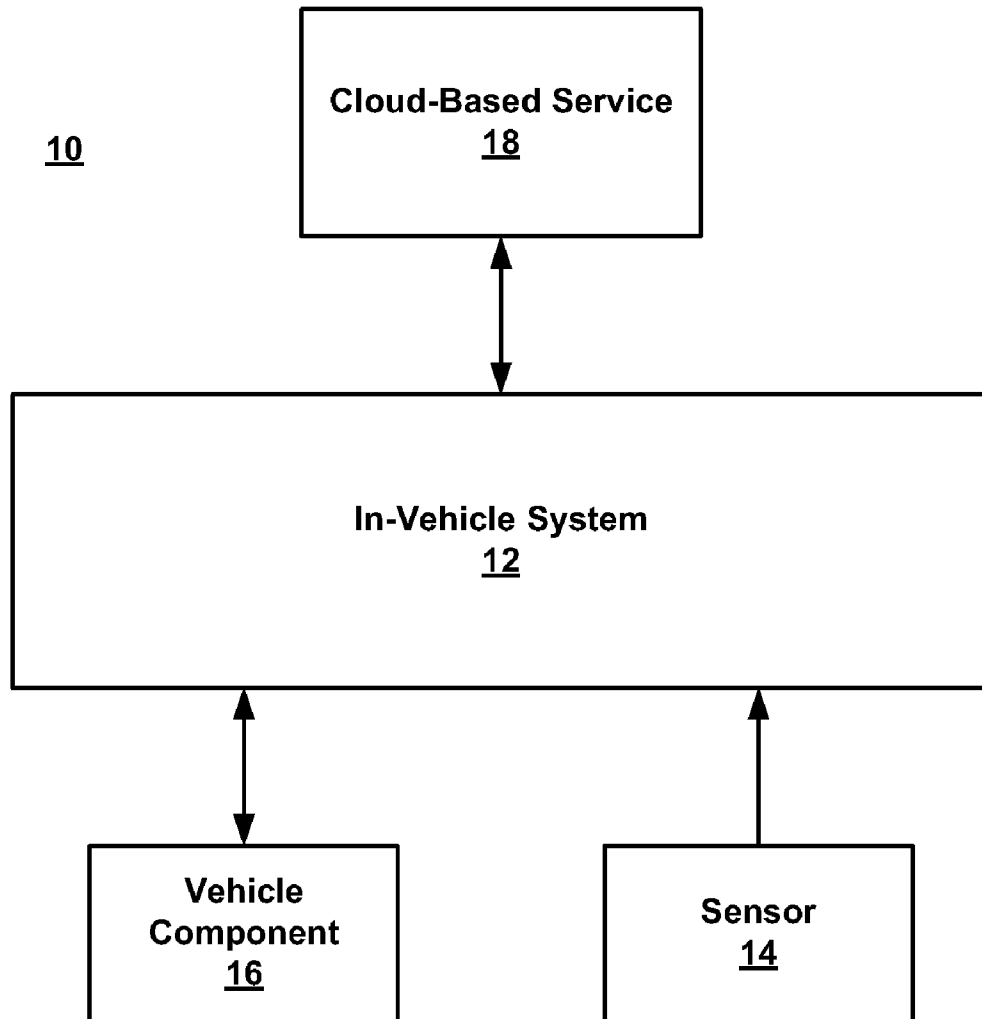 Cloud-Based Service
18
10
In-Vehicle System
12
Vehicle
Component
16
Sensor
14